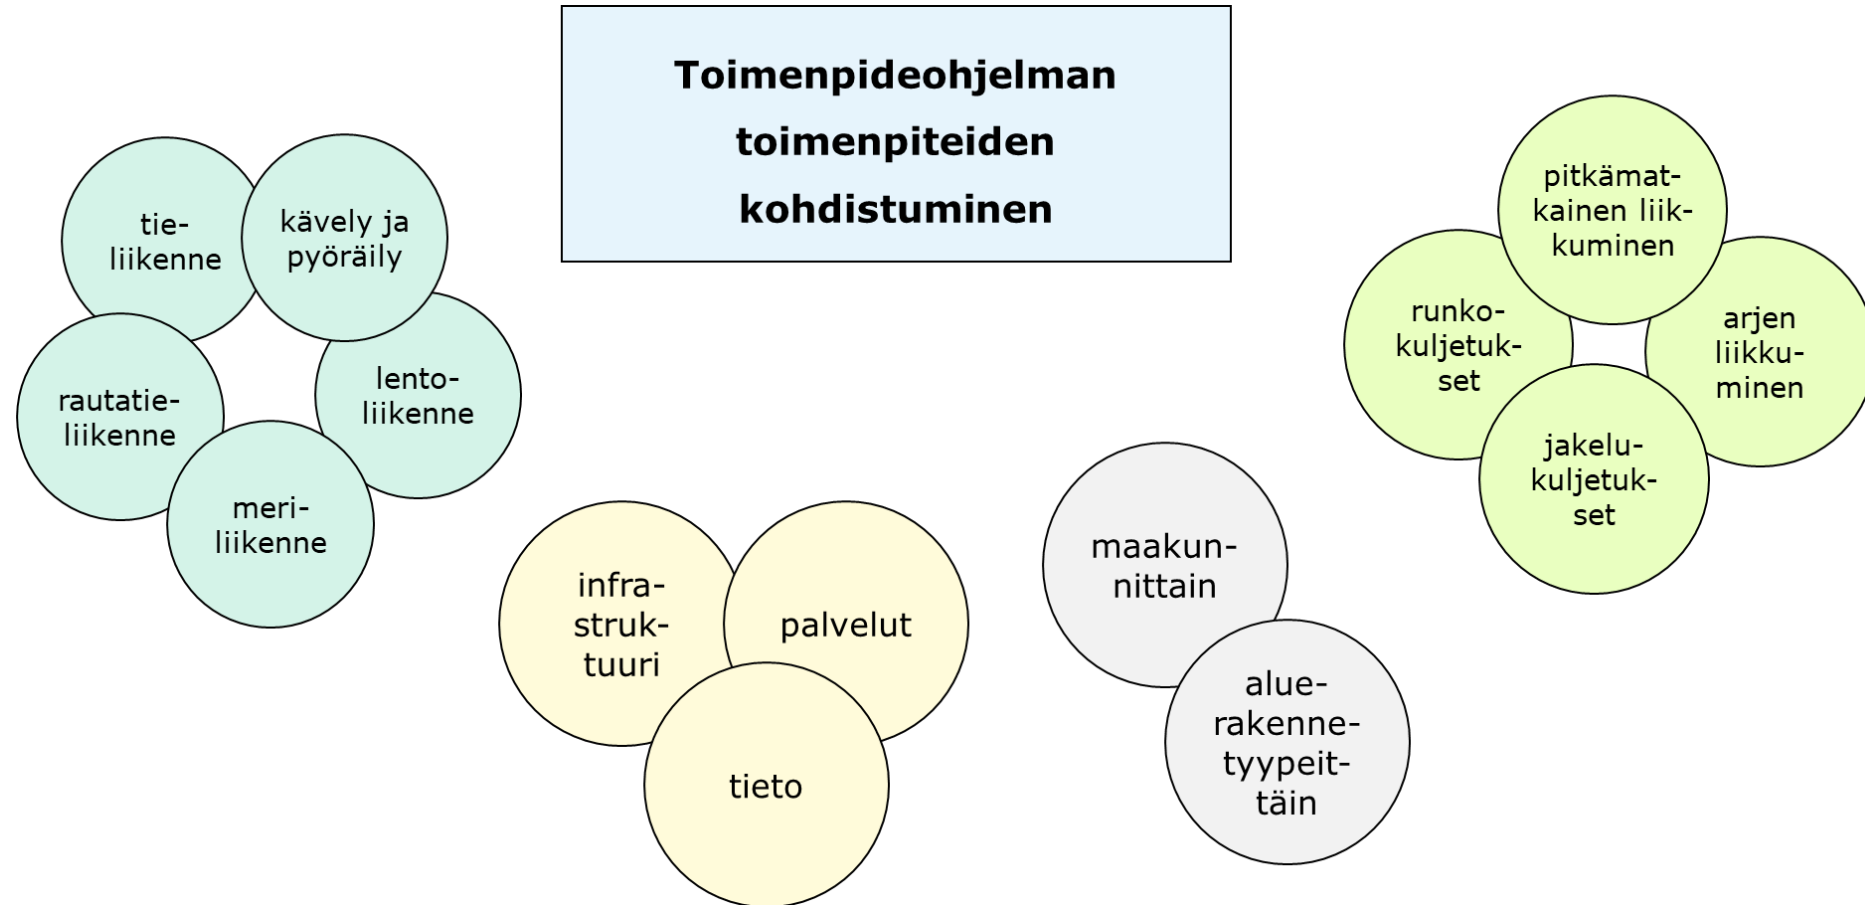 Toimenpideohjelman
toimenpiteiden
kohdistuminen
tie-
liikenne
kävely ja
pyöräily
rautatie-
liikenne
lento-
liikenne
meri-
liikenne
infra-
struk-
tuuri
palvelut
tieto
maakun-
nittain
alue-
rakenne-
tyypeit-
täin
pitkämat-
kainen liik-
kuminen
runko-
kuljetuk-
set
arjen
liikku-
minen
jakelu-
kuljetuk-
set